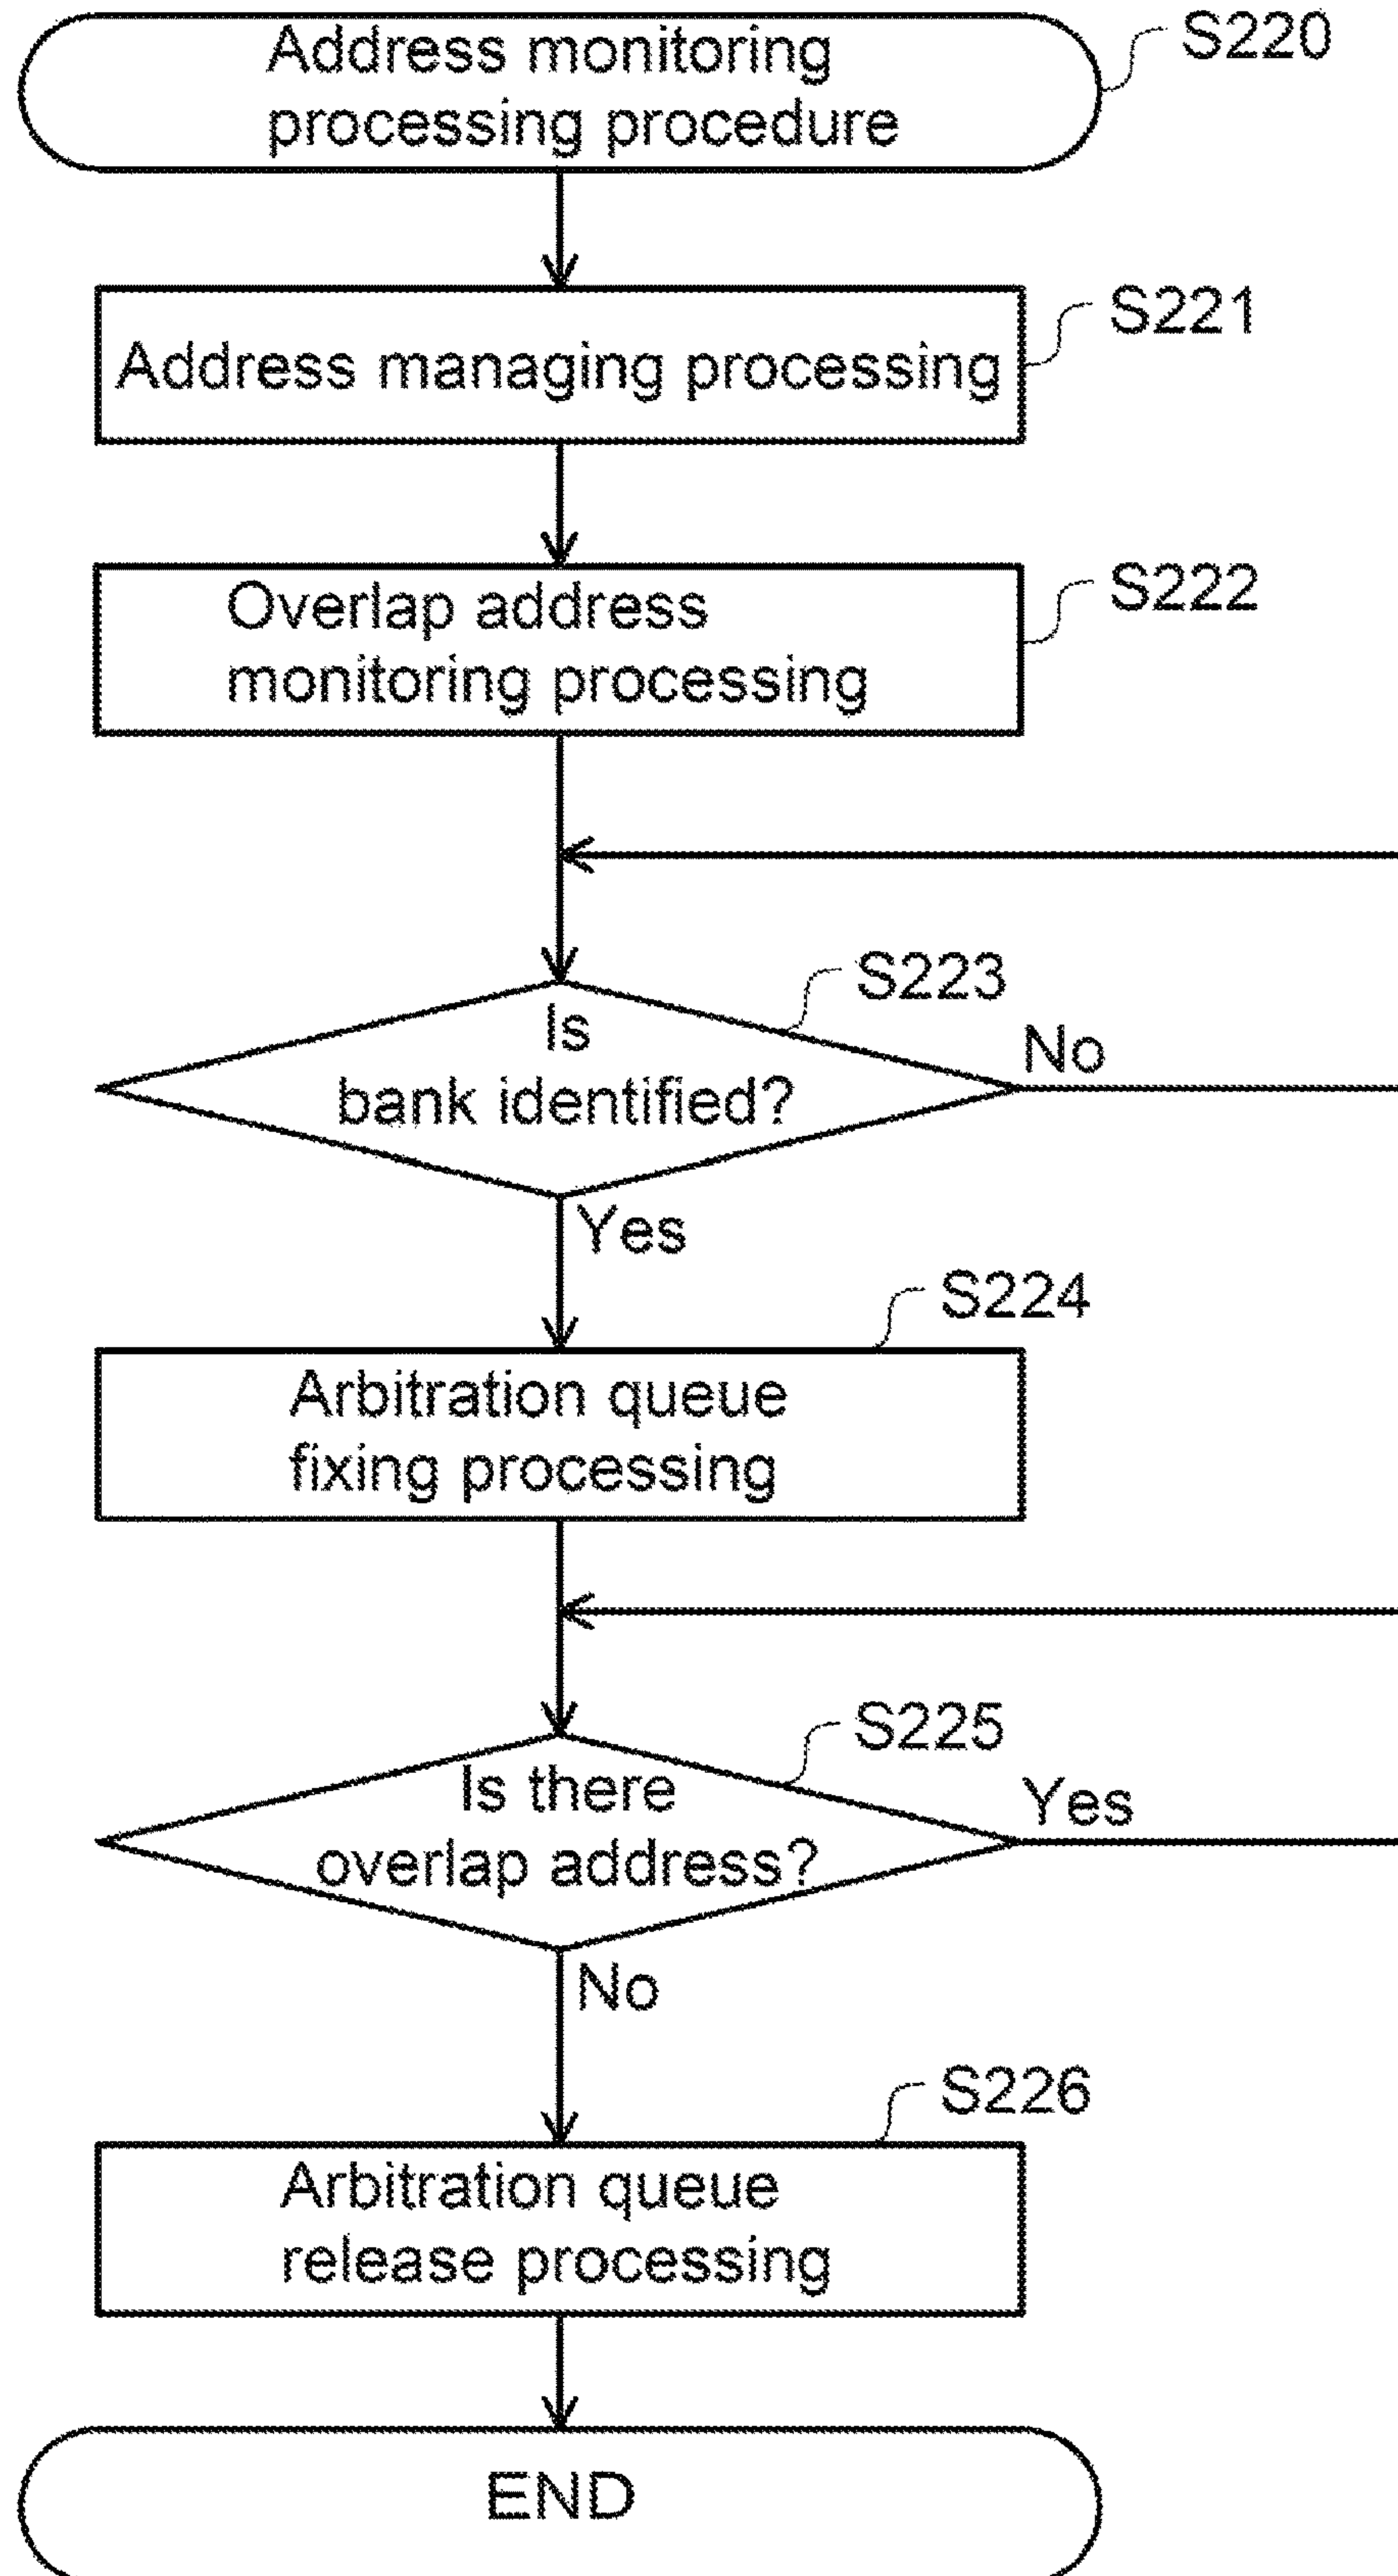 Address monitoring
processing procedure
S220
Address managing processing
S221
Overlap address
monitoring processing
S222
S223
Is
bank identified?
No
Yes
S224
Arbitration queue
fixing processing
S225
Is there
overlap address?
Yes
No
S226
Arbitration queue
release processing
END